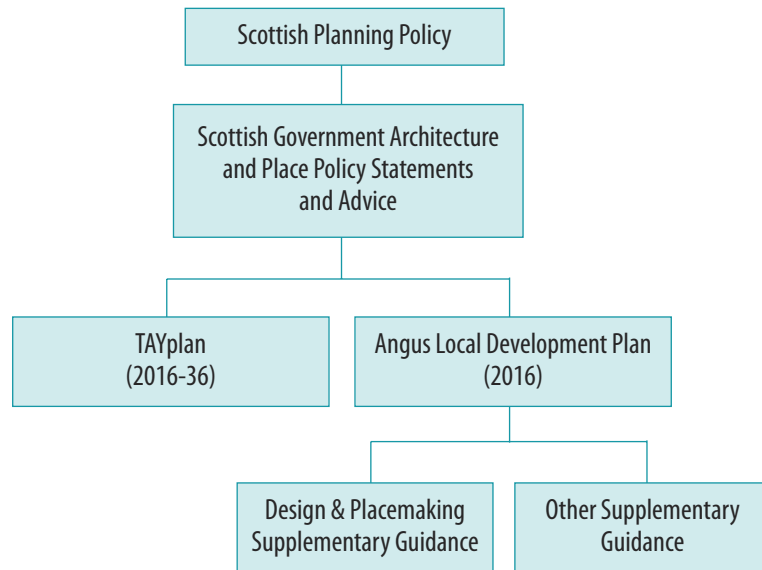 Scottish Planning Policy
Scottish Government Architecture
and Place Policy Statements
and Advice
TAYplan
(2016-36)
Angus Local Development Plan
(2016)
Design & Placemaking
Supplementary Guidance
Other Supplementary
Guidance